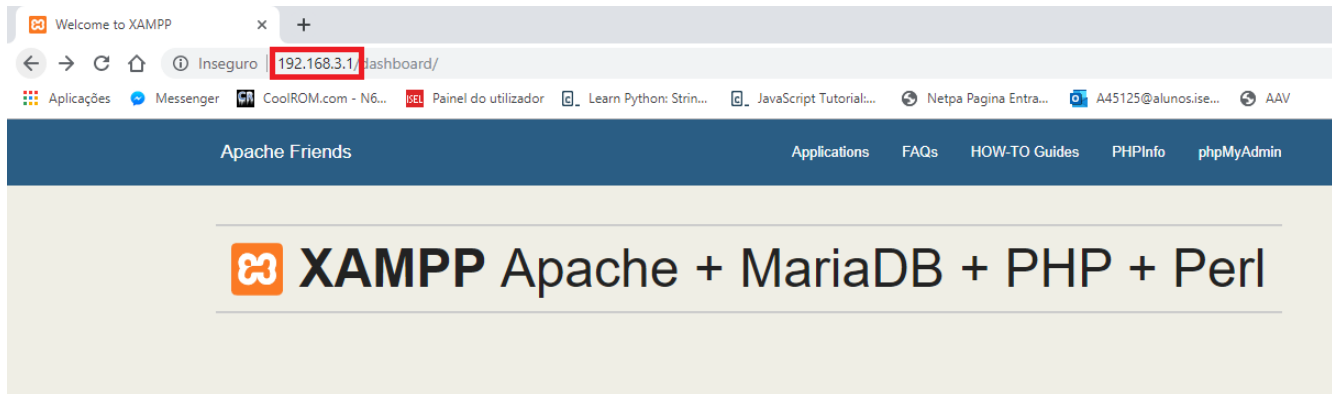 Welcome to XAMPP
Inseguro | 192.168.3.1/dashboard/
Aplicações Messenger CoolROM.com - N6... ISEL Painel do utilizador Learn Python: Strin... JavaScript Tutorial:... Netpa Pagina Entra... A45125@alunos.ise... AAV
Apache Friends Applications FAQs HOW-TO Guides PHPInfo phpMyAdmin
XAMPP Apache + MariaDB + PHP + Perl